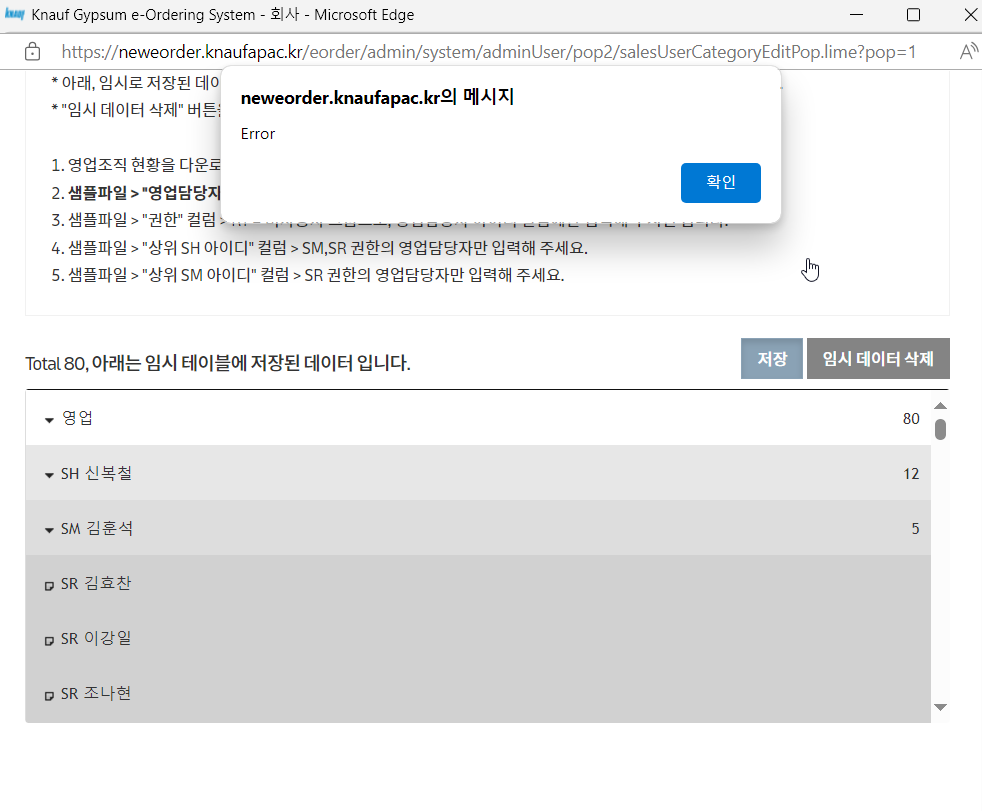 knauf Knauf Gypsum e-Ordering System - 회사 - Microsoft Edge
https://neweorder.knaufapac.kr/eorder/admin/system/adminUser/pop2/salesUserCategoryEditPop.lime?pop=1
* 아래, 임시로 저장된 데이
* "임시 데이터 삭제" 버튼
neweorder.knaufapac.kr의 메시지
Error
확인
1. 영업조직 현황을 다운로
2. 샘플파일 > "영업담당자
3. 샘플파일 > "권한" 컬럼 >
4. 샘플파일 > "상위 SH 아이디" 컬럼 > SM,SR 권한의 영업담당자만 입력해 주세요.
5. 샘플파일 > "상위 SM 아이디" 컬럼 > SR 권한의 영업담당자만 입력해 주세요.
Total 80, 아래는 임시 테이블에 저장된 데이터 입니다.
저장
임시 데이터 삭제
영업 80
SH 신복철 12
SM 김훈석 5
SR 김효찬
SR 이강일
SR 조나현